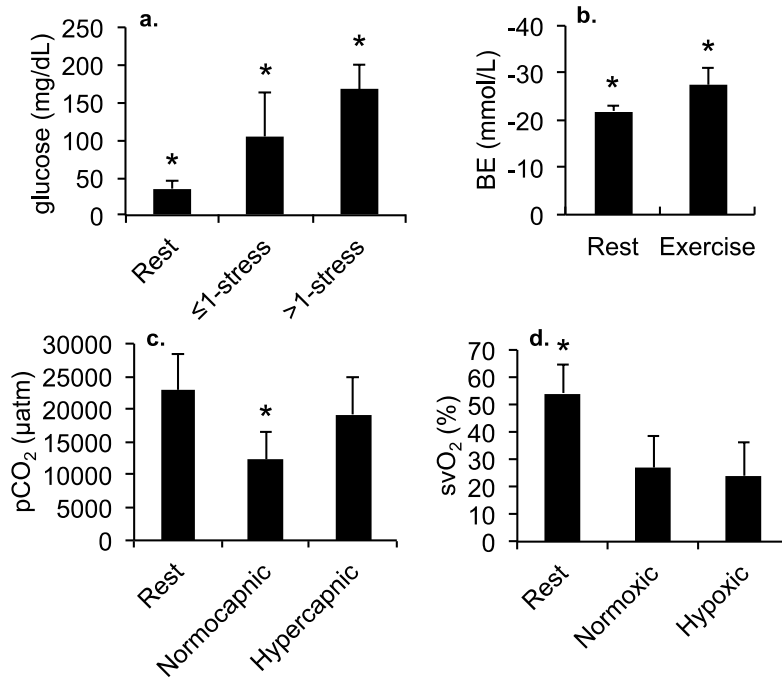 a.
*
*
*
250
200
150
100
50
0
glucose (mg/dL)
Rest
≤1-stress
>1-stress
b.
*
*
-40
-30
-20
-10
0
BE (mmol/L)
Rest
Exercise
c.
*
30000
25000
20000
15000
10000
5000
0
pCO₂ (µatm)
Rest
Normocapnic
Hypercapnic
d.
*
70
60
50
40
30
20
10
0
svO₂ (%)
Rest
Normoxic
Hypoxic